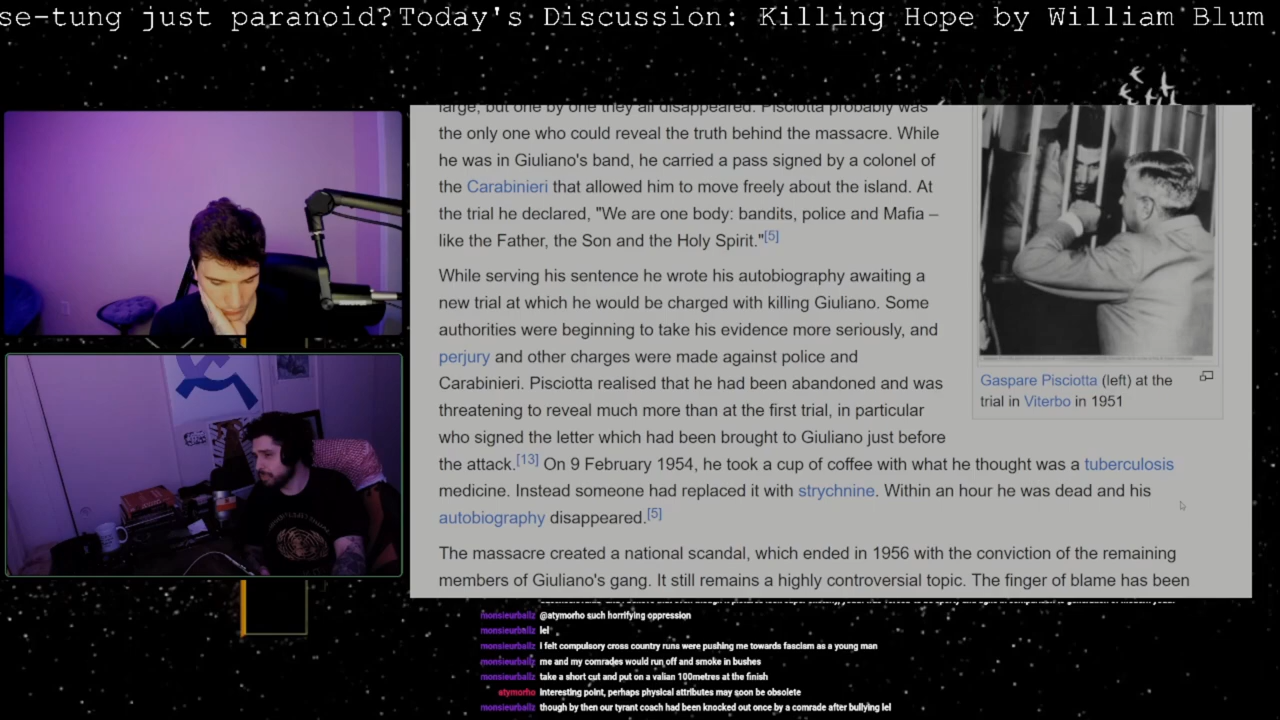 se-tung just paranoid? Today's Discussion: Killing Hope by William Blum
large, but one by one they all disappeared. Pisciotta probably was
the only one who could reveal the truth behind the massacre. While
he was in Giuliano's band, he carried a pass signed by a colonel of
the Carabinieri that allowed him to move freely about the island. At
the trial he declared, "We are one body: bandits, police and Mafia –
like the Father, the Son and the Holy Spirit."[5]
While serving his sentence he wrote his autobiography awaiting a
new trial at which he would be charged with killing Giuliano. Some
authorities were beginning to take his evidence more seriously, and
perjury and other charges were made against police and
Carabinieri. Pisciotta realised that he had been abandoned and was
threatening to reveal much more than at the first trial, in particular
who signed the letter which had been brought to Giuliano just before
the attack.[13] On 9 February 1954, he took a cup of coffee with what he thought was a tuberculosis
medicine. Instead someone had replaced it with strychnine. Within an hour he was dead and his
autobiography disappeared.[5]
The massacre created a national scandal, which ended in 1956 with the conviction of the remaining
members of Giuliano's gang. It still remains a highly controversial topic. The finger of blame has been
Gaspare Pisciotta (left) at the
trial in Viterbo in 1951
monsieurballz @atymorho such horrifying oppression
monsieurballz lel
monsieurballz i felt compulsory cross country runs were pushing me towards fascism as a young man
monsieurballz me and my comrades would run off and smoke in bushes
monsieurballz take a short cut and put on a valian 100metres at the finish
atymorho interesting point, perhaps physical attributes may soon be obsolete
monsieurballz though by then our tyrant coach had been knocked out once by a comrade after bullying lel